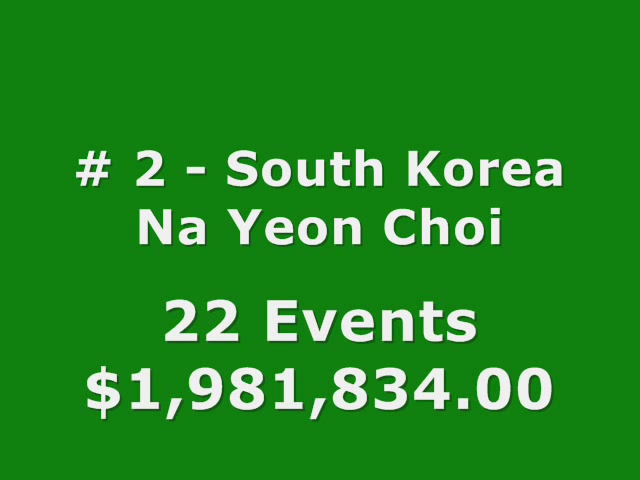 # 2 - South Korea
Na Yeon Choi
22 Events
$1,981,834.00